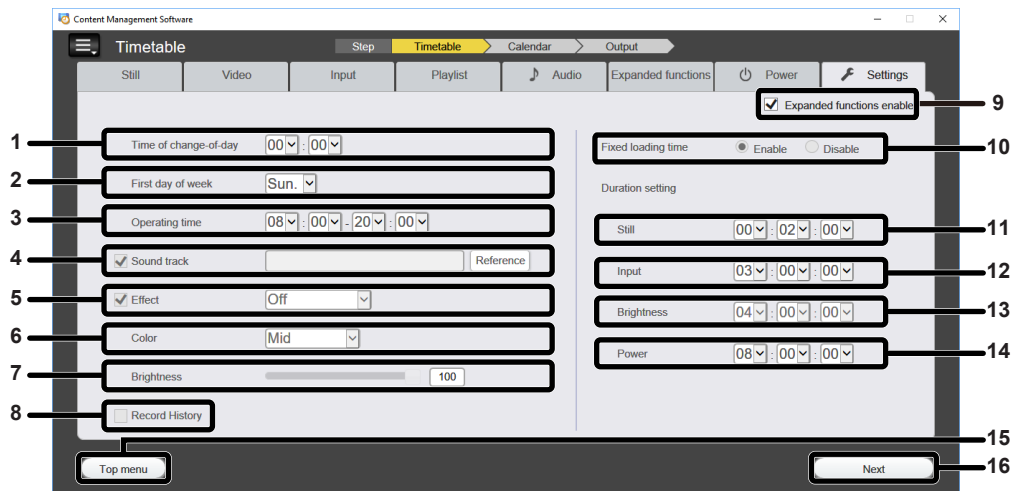 Content Management Software
Timetable
Step Timetable Calendar Output
Still Video Input Playlist Audio Expanded functions Power Settings
Expanded functions enable 9
1 Time of change-of-day 00 : 00
Fixed loading time Enable Disable 10
2 First day of week Sun.
Duration setting
3 Operating time 08 : 00 - 20 : 00
Still 00 : 02 : 00 11
4 Sound track Reference
Input 03 : 00 : 00 12
5 Effect Off
Brightness 04 : 00 : 00 13
6 Color Mid
Power 08 : 00 : 00 14
7 Brightness 100
8 Record History
15
Top menu Next 16